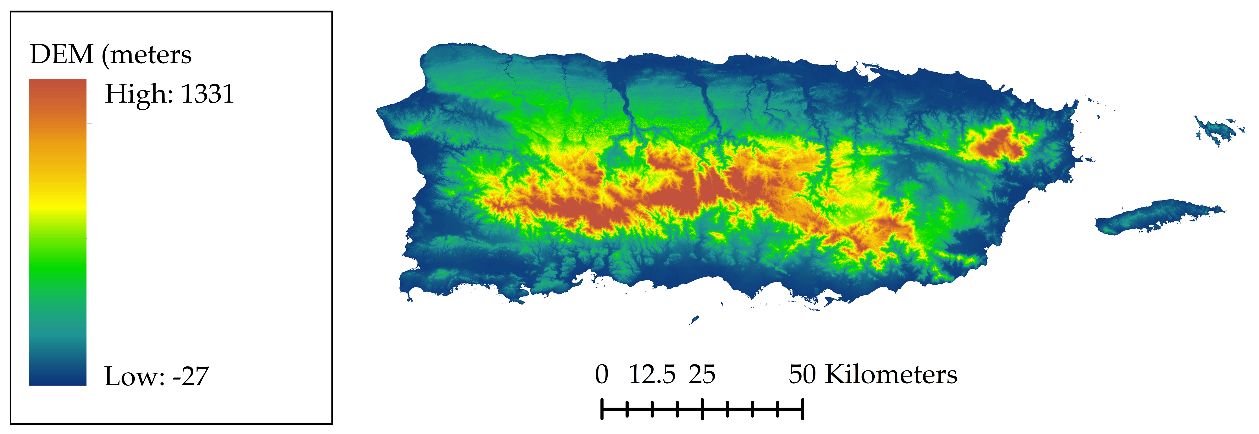 DEM (meters
High: 1331
Low: -27
0 12.5 25 50 Kilometers